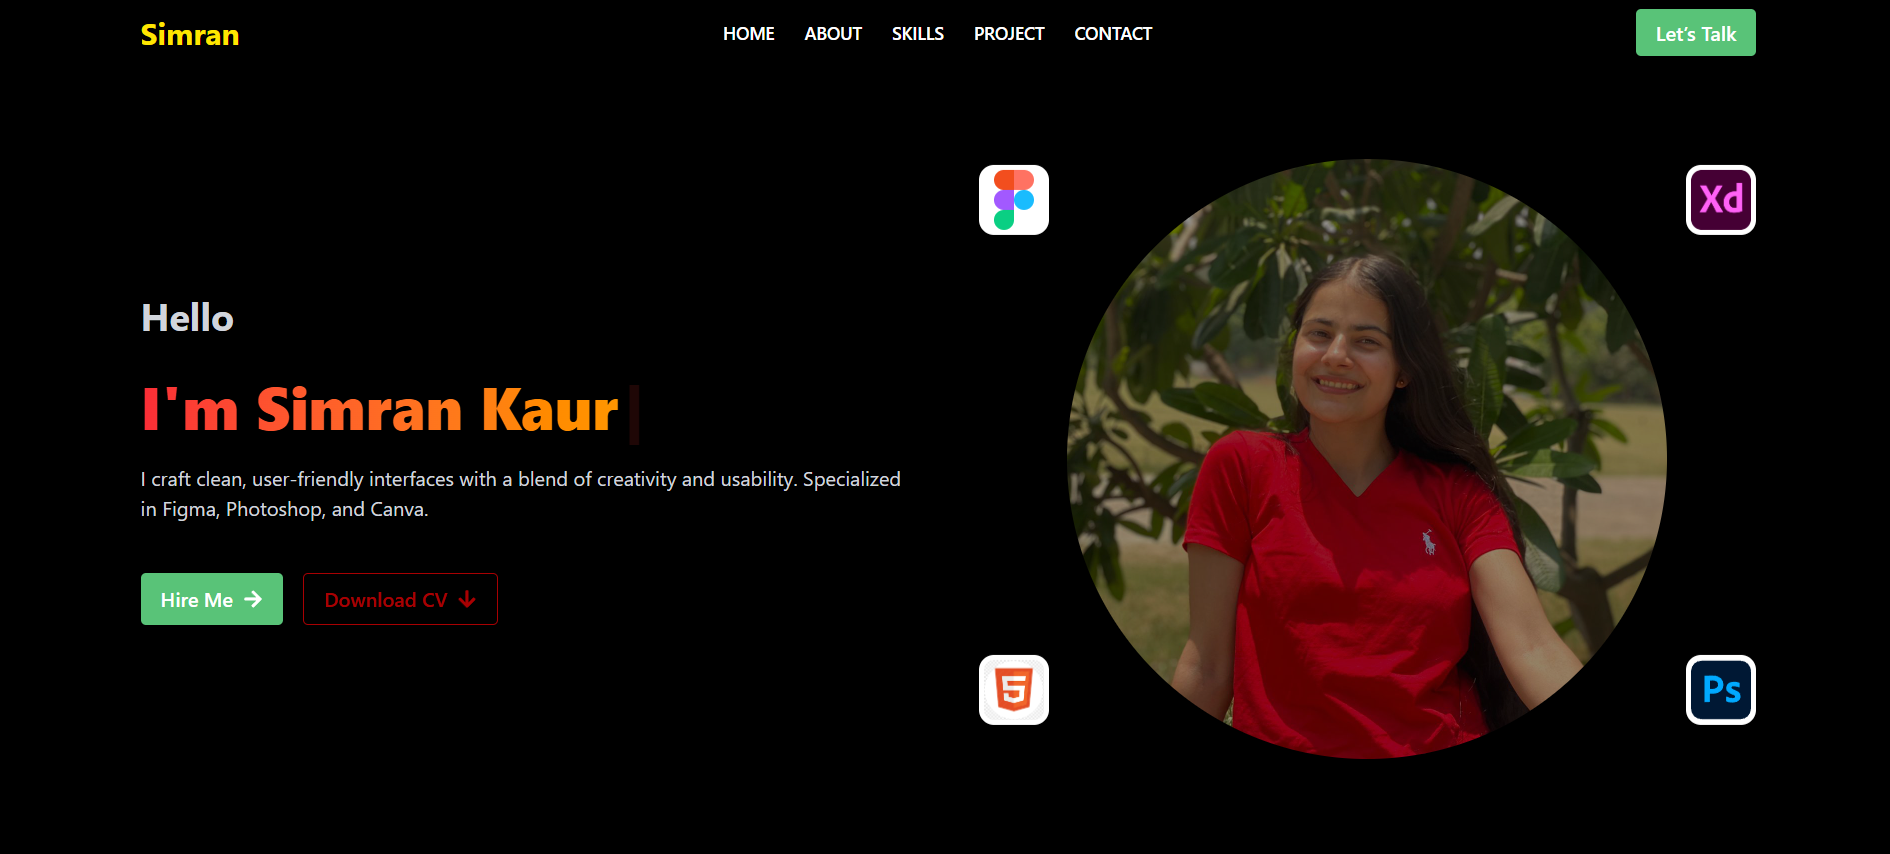 Simran
HOME ABOUT SKILLS PROJECT CONTACT
Let’s Talk
Hello
I'm Simran Kaur
I craft clean, user-friendly interfaces with a blend of creativity and usability. Specialized
in Figma, Photoshop, and Canva.
Hire Me
Download CV
Xd
5
Ps